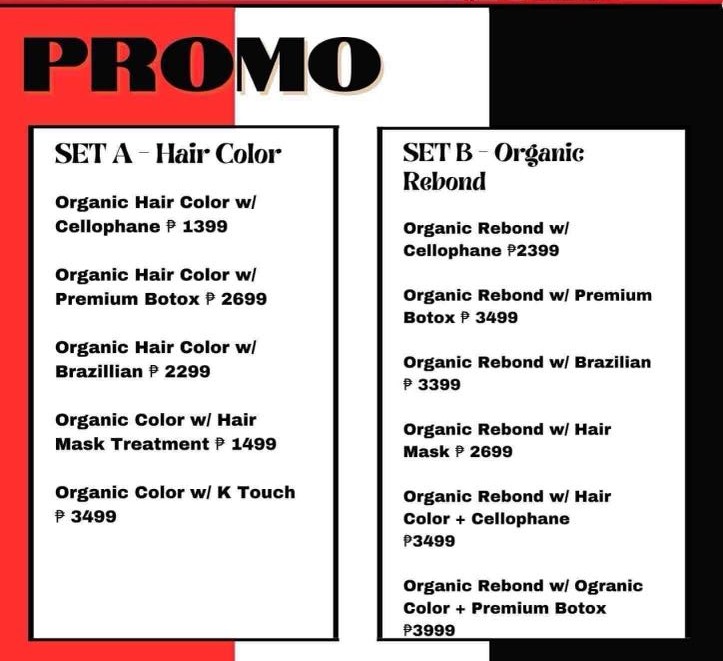 PROMO
SET A - Hair Color
Organic Hair Color w/
Cellophane ₱ 1399
Organic Hair Color w/
Premium Botox ₱ 2699
Organic Hair Color w/
Brazillian ₱ 2299
Organic Color w/ Hair
Mask Treatment ₱ 1499
Organic Color w/ K Touch
₱ 3499
SET B - Organic
Rebond
Organic Rebond w/
Cellophane ₱2399
Organic Rebond w/ Premium
Botox ₱ 3499
Organic Rebond w/ Brazilian
₱ 3399
Organic Rebond w/ Hair
Mask ₱ 2699
Organic Rebond w/ Hair
Color + Cellophane
₱3499
Organic Rebond w/ Ogranic
Color + Premium Botox
₱3999